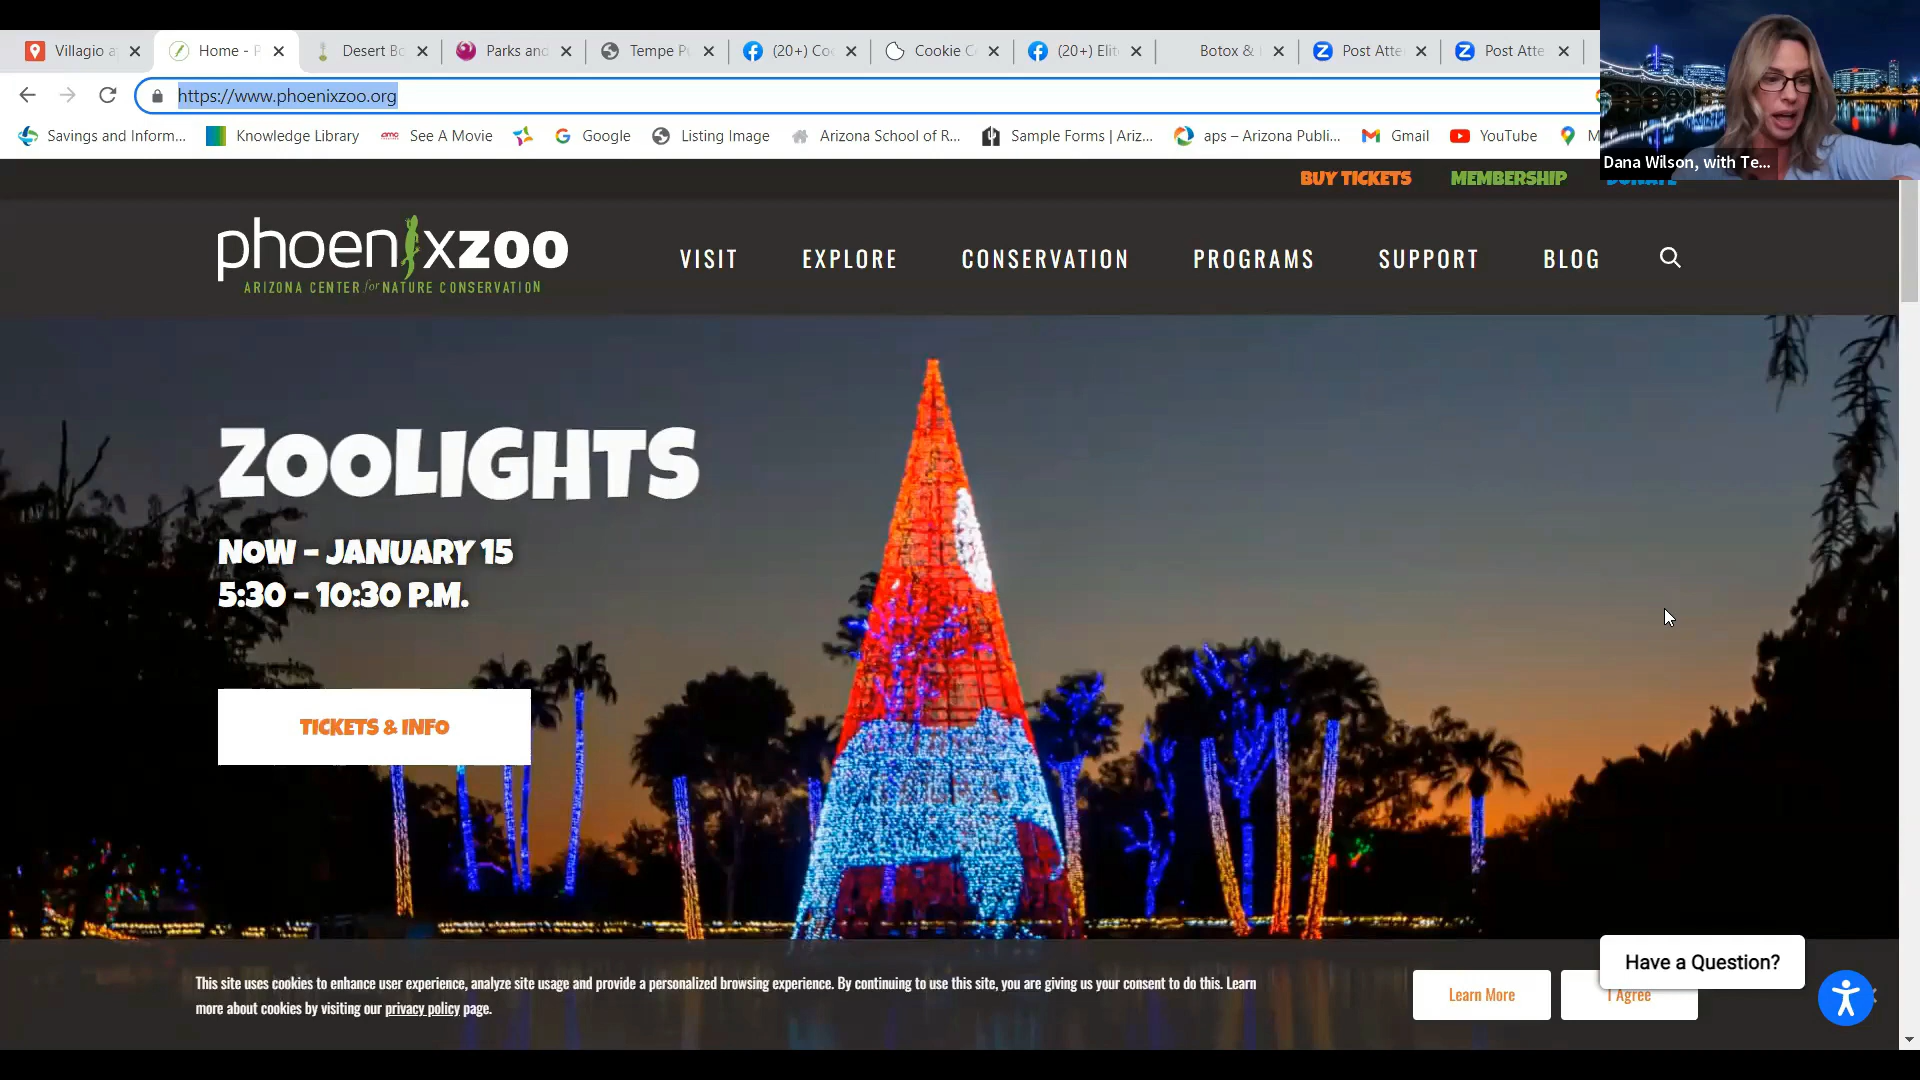 Villagio a
Home - P
Desert Bo
Parks and
Tempe P
(20+) Co
Cookie C
(20+) Elit
Botox &
Post Atte
Post Atte
https://www.phoenixzoo.org
Savings and Inform...
Knowledge Library
amc
See A Movie
Google
Listing Image
Arizona School of R...
Sample Forms | Ariz...
aps – Arizona Publi...
Gmail
YouTube
M
Dana Wilson, with Te...
BUY TICKETS
MEMBERSHIP
DONATE
phoenixzoo
ARIZONA CENTER for NATURE CONSERVATION
VISIT
EXPLORE
CONSERVATION
PROGRAMS
SUPPORT
BLOG
ZOOLIGHTS
NOW – JANUARY 15
5:30 – 10:30 P.M.
TICKETS & INFO
This site uses cookies to enhance user experience, analyze site usage and provide a personalized browsing experience. By continuing to use this site, you are giving us your consent to do this. Learn
more about cookies by visiting our privacy policy page.
Learn More
I Agree
Have a Question?